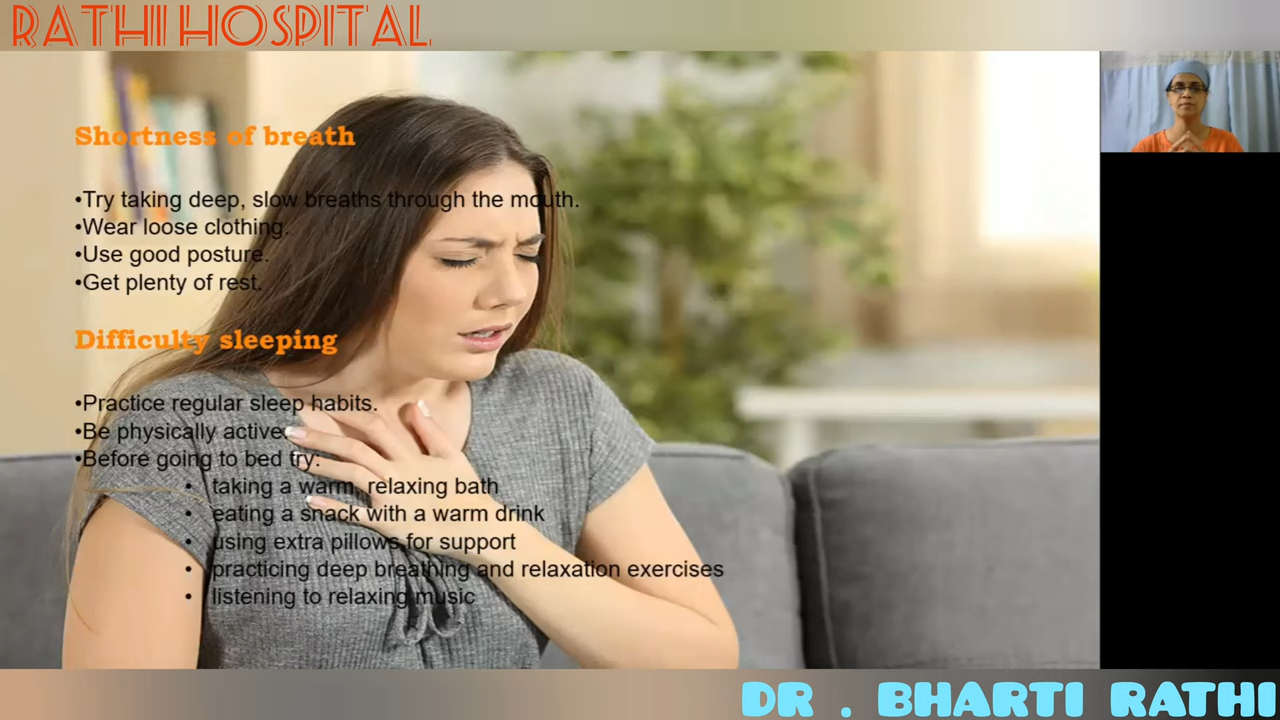 RATHI HOSPITAL
Shortness of breath
•Try taking deep, slow breaths through the mouth.
•Wear loose clothing.
•Use good posture.
•Get plenty of rest.
Difficulty sleeping
•Practice regular sleep habits.
•Be physically active.
•Before going to bed try:
• taking a warm, relaxing bath
• eating a snack with a warm drink
• using extra pillows for support
• practicing deep breathing and relaxation exercises
• listening to relaxing music
DR . BHARTI RATHI